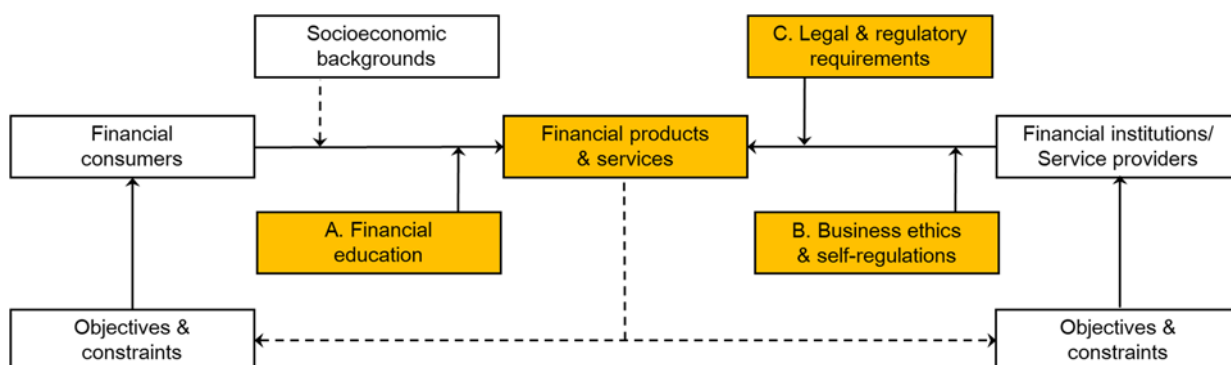 Socioeconomic
backgrounds
C. Legal & regulatory
requirements
Financial
consumers
Financial products
& services
Financial institutions/
Service providers
A. Financial
education
B. Business ethics
& self-regulations
Objectives &
constraints
Objectives &
constraints